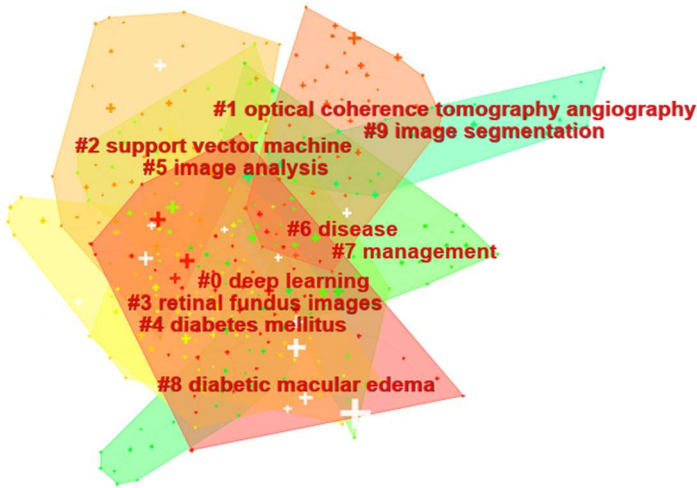 #1 optical coherence tomography angiography
#9 image segmentation
#2 support vector machine
#5 image analysis
#6 disease
#7 management
#0 deep learning
#3 retinal fundus images
#4 diabetes mellitus
#8 diabetic macular edema